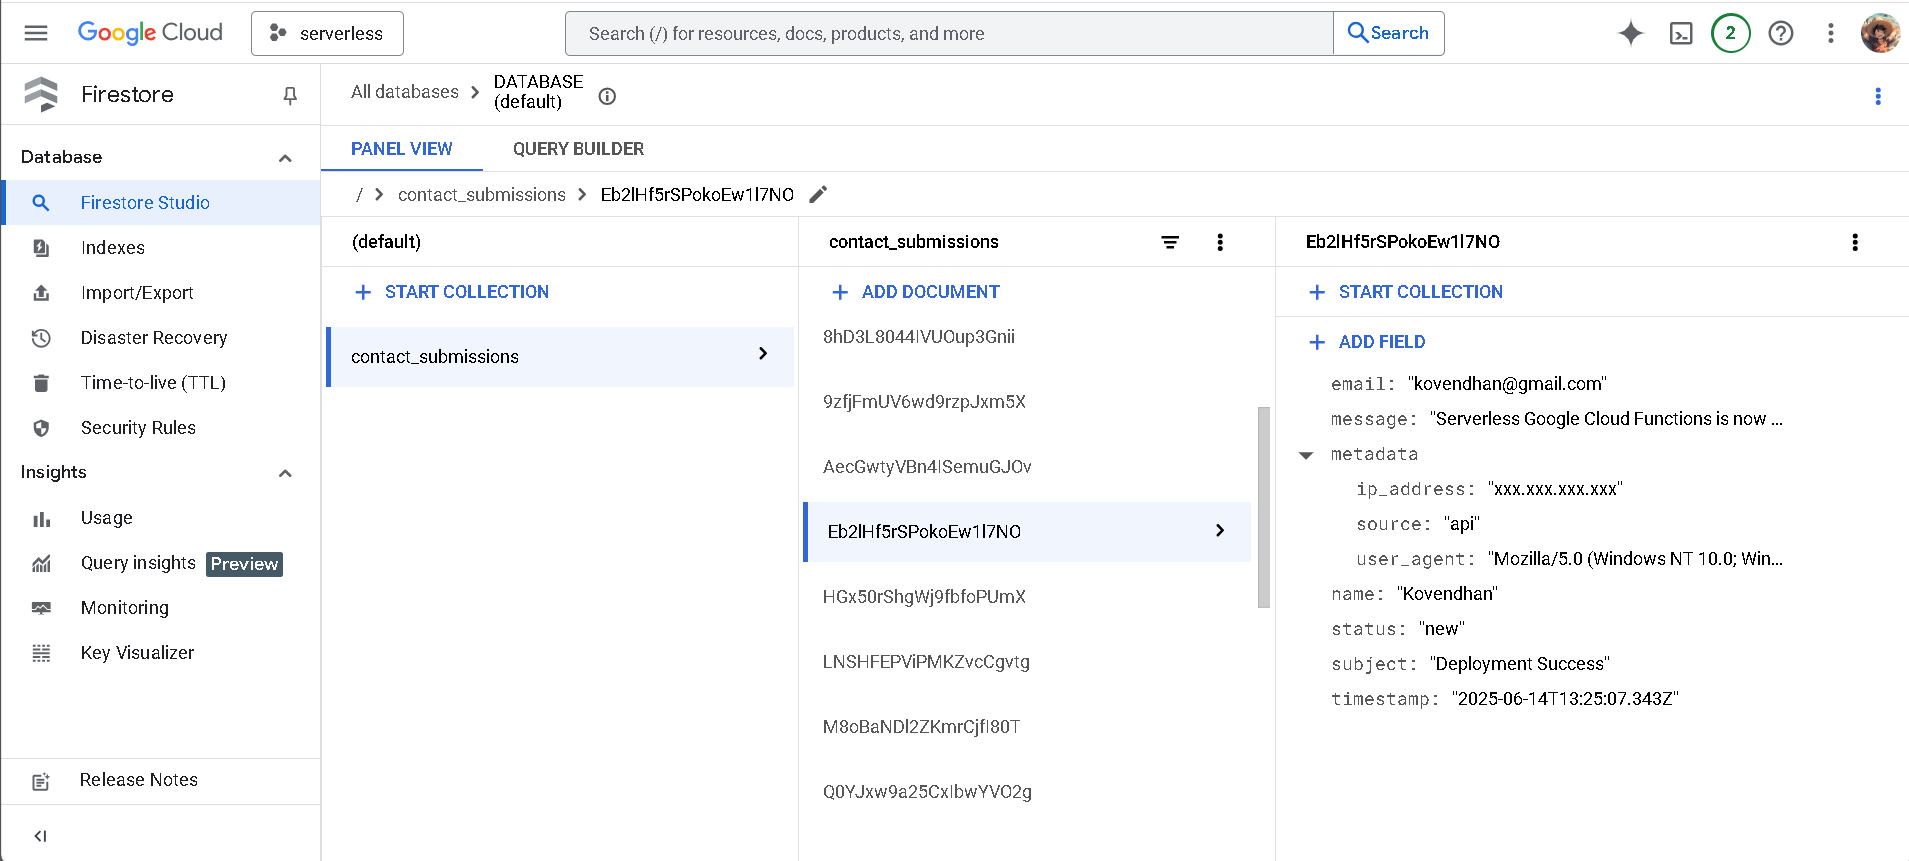 Google Cloud
serverless
Search (/) for resources, docs, products, and more
Search
2
Firestore
All databases
DATABASE
(default)
Database
Firestore Studio
Indexes
Import/Export
Disaster Recovery
Time-to-live (TTL)
Security Rules
Insights
Usage
Query insights Preview
Monitoring
Key Visualizer
Release Notes
PANEL VIEW
QUERY BUILDER
/ > contact_submissions > Eb2lHf5rSPokoEw1l7NO
(default)
START COLLECTION
contact_submissions
contact_submissions
ADD DOCUMENT
8hD3L8044IVUOup3Gnii
9zfjFmUV6wd9rzpJxm5X
AecGwtyVBn4ISemuGJOv
Eb2lHf5rSPokoEw1l7NO
HGx50rShgWj9fbfoPUmX
LNSHFEPViPMKZvcCgvtg
M8oBaNDl2ZKmrCjfI80T
Q0YJxw9a25CxIbwYVO2g
Eb2lHf5rSPokoEw1l7NO
START COLLECTION
ADD FIELD
email: "kovendhan@gmail.com"
message: "Serverless Google Cloud Functions is now ...
metadata
ip_address: "xxx.xxx.xxx.xxx"
source: "api"
user_agent: "Mozilla/5.0 (Windows NT 10.0; Win...
name: "Kovendhan"
status: "new"
subject: "Deployment Success"
timestamp: "2025-06-14T13:25:07.343Z"